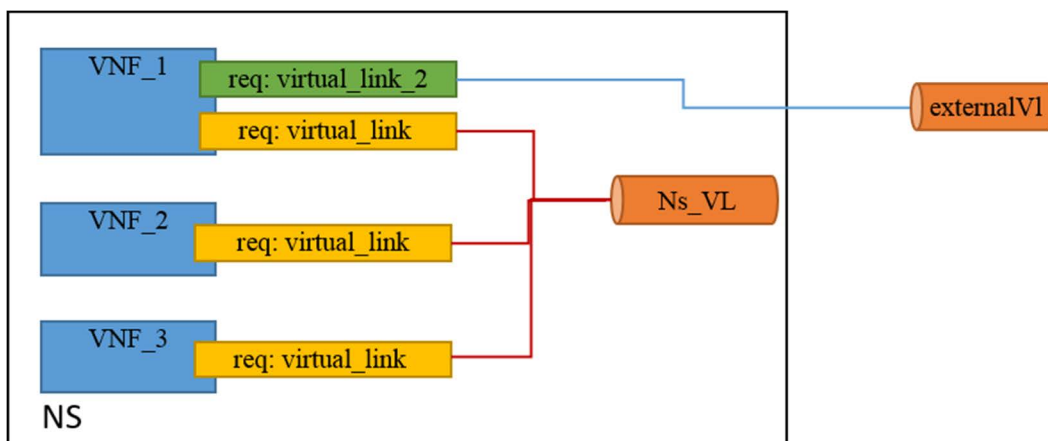 VNF_1
req: virtual_link_2
externalVl
req: virtual_link
Ns_VL
VNF_2
req: virtual_link
VNF_3
req: virtual_link
NS